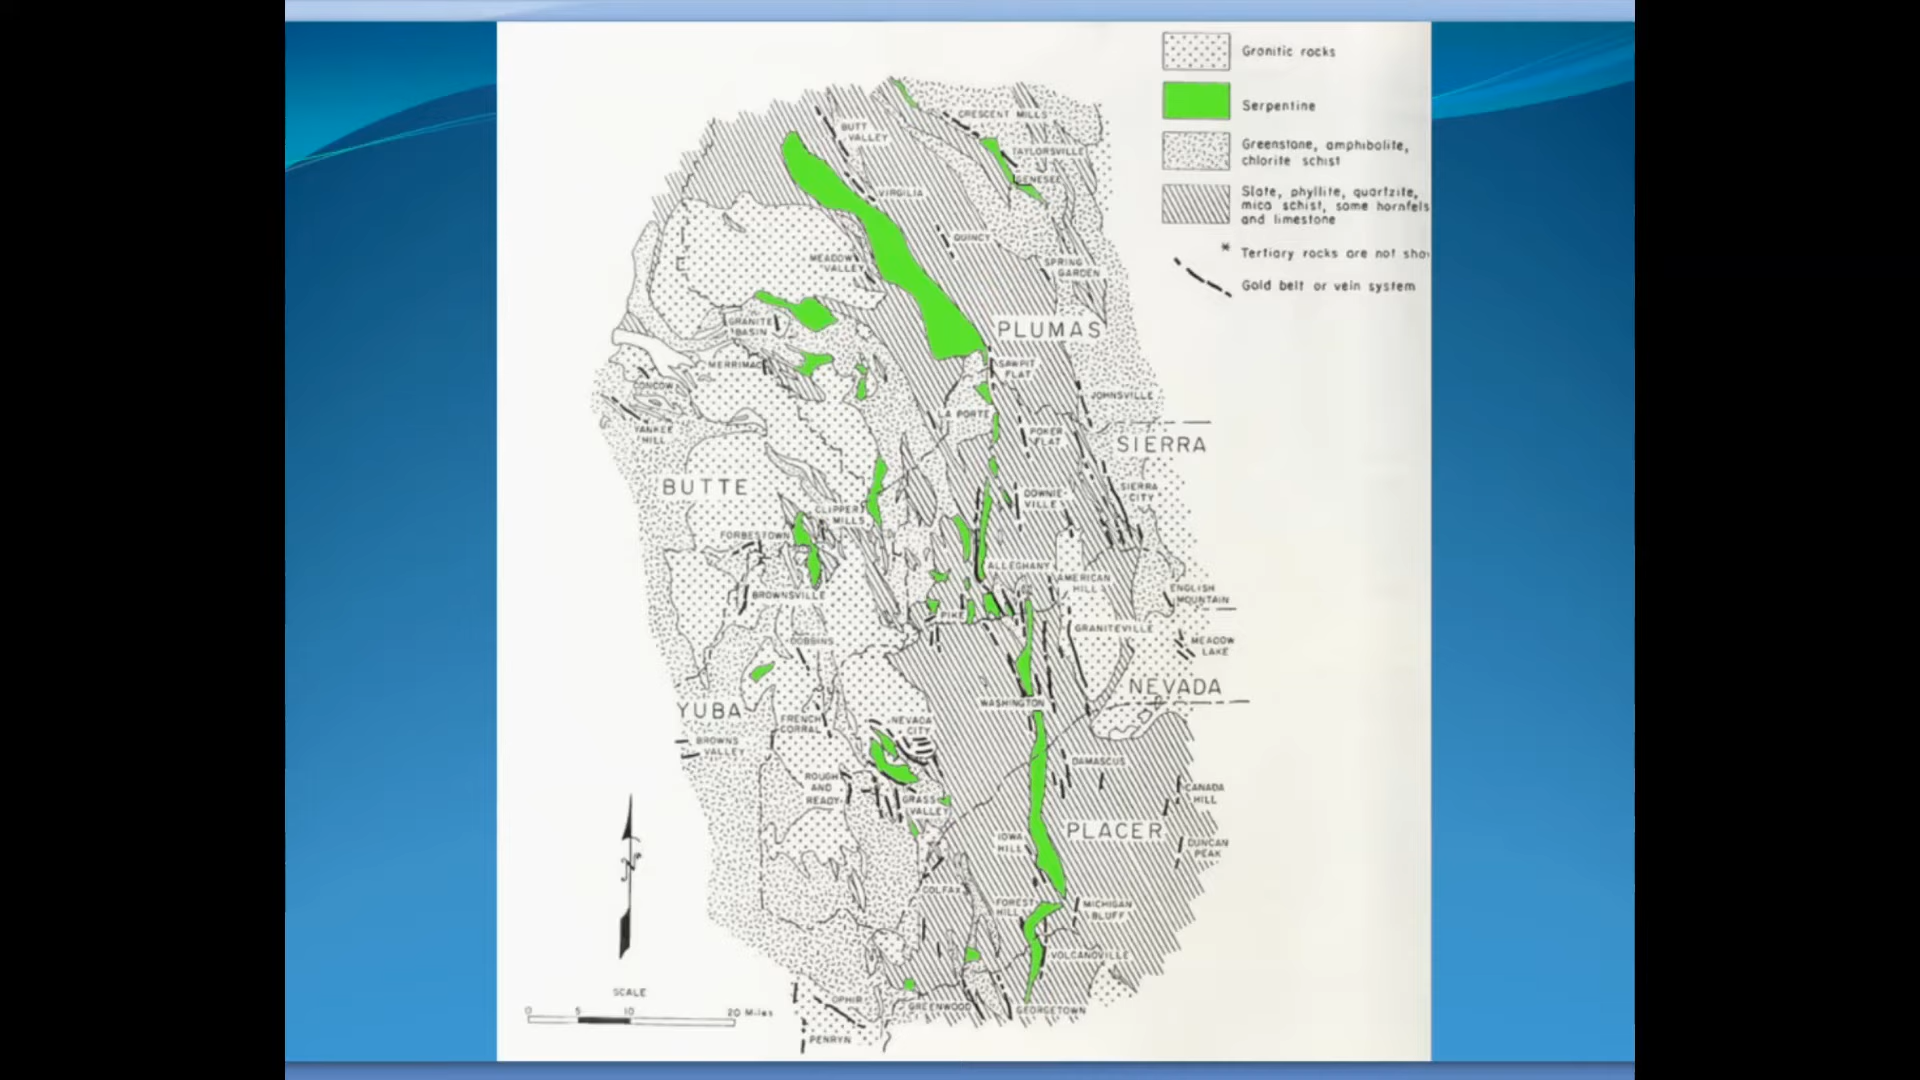 Granitic rocks
Serpentine
Greenstone, amphibolite,
chlorite schist
Slate, phyllite, quartzite,
mica schist, some hornfels
and limestone
* Tertiary rocks are not sho
Gold belt or vein system
CRESCENT MILLS
BUTT
VALLEY
TAYLORSVILLE
GENESEE
VIRGILIA
QUINCY
MEADOW
VALLEY
SPRING
GARDEN
GRANITE
BASIN
PLUMAS
MERRIMAC
SAWPIT
FLAT
CONCOW
JOHNSVILLE
LA PORTE
YANKEE
HILL
POKER
FLAT
SIERRA
BUTTE
SIERRA
CITY
DOWNIE-
VILLE
CLIPPER
MILLS
FORBESTOWN
ALLEGHANY
AMERICAN
HILL
BROWNSVILLE
ENGLISH
MOUNTAIN
PIKE
GRANITEVILLE
DOBBINS
MEADOW
LAKE
NEVADA
WASHINGTON
YUBA
FRENCH
CORRAL
NEVADA
CITY
BROWNS
VALLEY
DAMASCUS
ROUGH
AND
READY
GRASS
VALLEY
CANADA
HILL
PLACER
IOWA
HILL
DUNCAN
PEAK
COLFAX
FOREST
HILL
MICHIGAN
BLUFF
VOLCANOVILLE
N
SCALE
0 5 10 20 Miles
OPHIR
GREENWOOD
GEORGETOWN
PENRYN